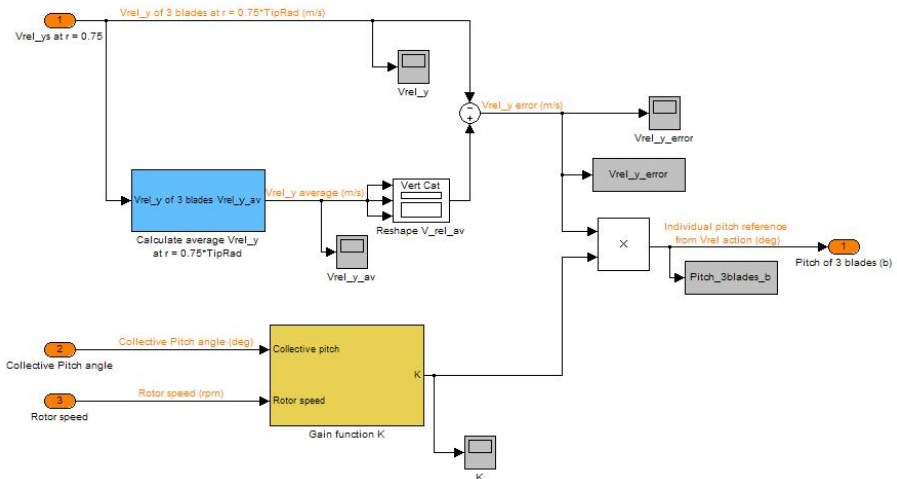 1
Vrel_ys at r = 0.75
Vrel_y of 3 blades at r = 0.75*TipRad (m/s)
Vrel_y
−
+
Vrel_y error (m/s)
Vrel_y_error
Vrel_y_error
Vrel_y of 3 blades Vrel_y_av
Calculate average Vrel_y
at r = 0.75*TipRad
Vrel_y average (m/s)
Vert Cat
Reshape V_rel_av
Vrel_y_av
×
Individual pitch reference
from Vrel action (deg)
1
Pitch of 3 blades (b)
Pitch_3blades_b
2
Collective Pitch angle
Collective Pitch angle (deg)
Collective pitch
K
3
Rotor speed
Rotor speed (rpm)
Rotor speed
Gain function K
K